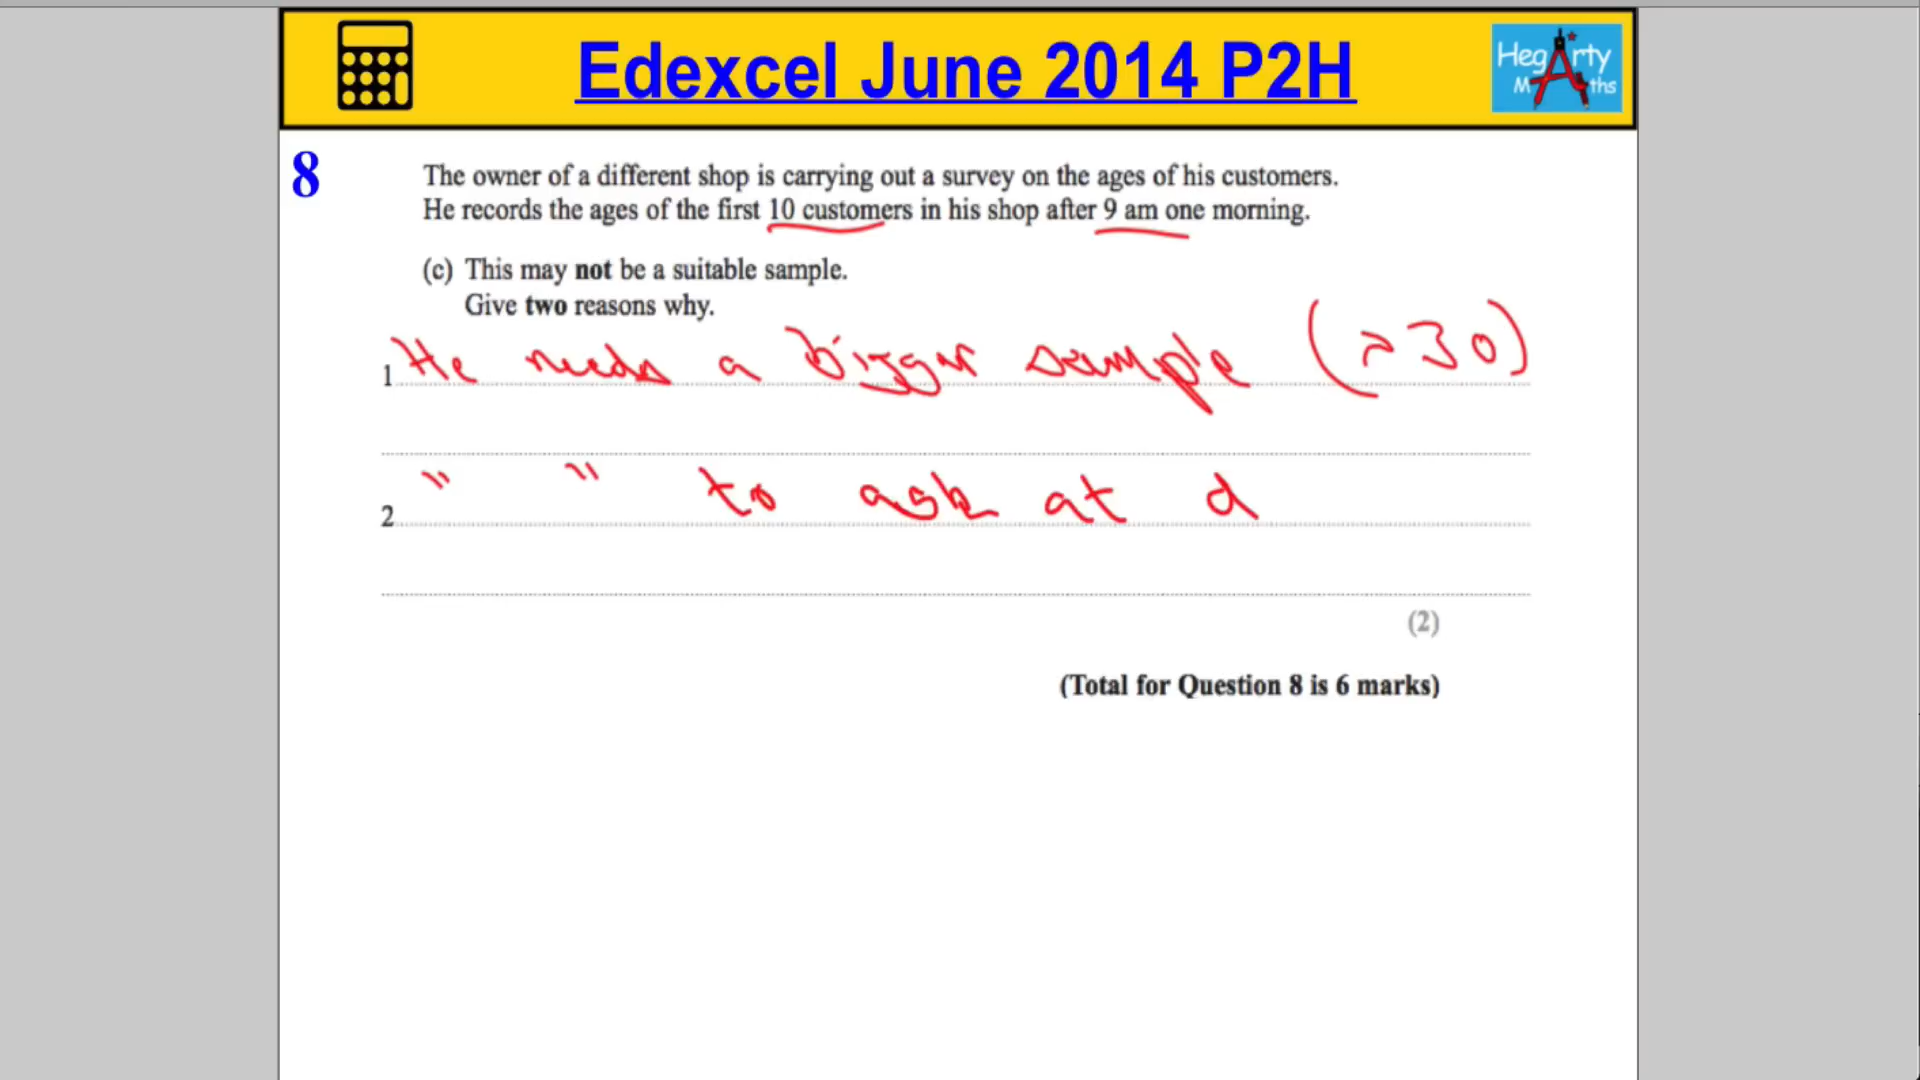 Edexcel June 2014 P2H
Hegarty
Maths
8
The owner of a different shop is carrying out a survey on the ages of his customers.
He records the ages of the first 10 customers in his shop after 9 am one morning.
(c) This may not be a suitable sample.
Give two reasons why.
1 He needs a bigger sample (≥30)
2 " " to ask at d
(2)
(Total for Question 8 is 6 marks)